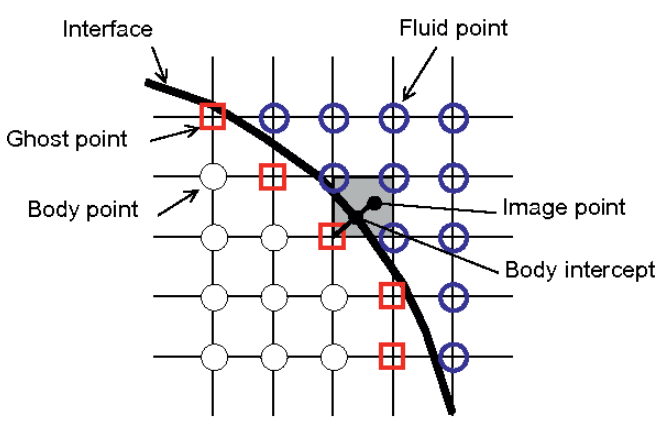 Interface
Fluid point
Ghost point
Body point
Image point
Body intercept